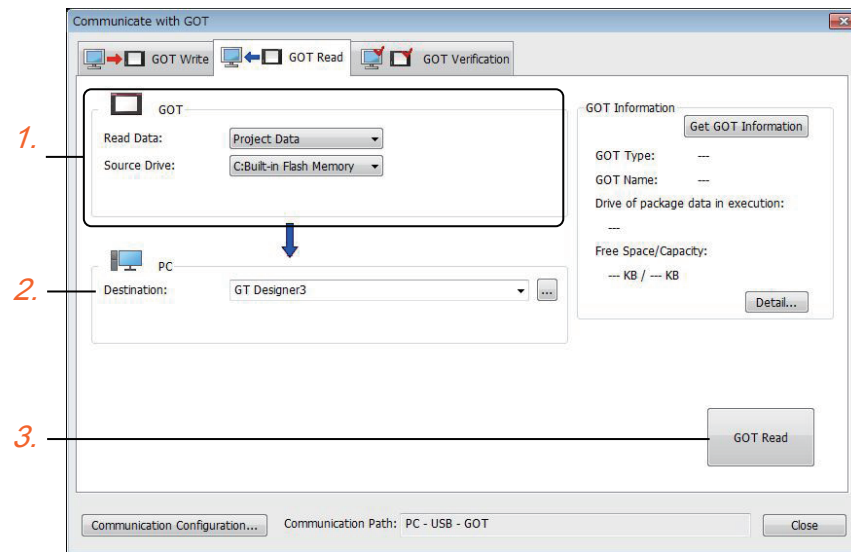 Communicate with GOT
GOT Write
GOT Read
GOT Verification
1.
GOT
Read Data:
Project Data
Source Drive:
C:Built-in Flash Memory
GOT Information
Get GOT Information
GOT Type:
---
GOT Name:
---
Drive of package data in execution:
---
Free Space/Capacity:
--- KB / --- KB
Detail...
2.
PC
Destination:
GT Designer3
...
3.
GOT Read
Communication Configuration...
Communication Path:
PC - USB - GOT
Close